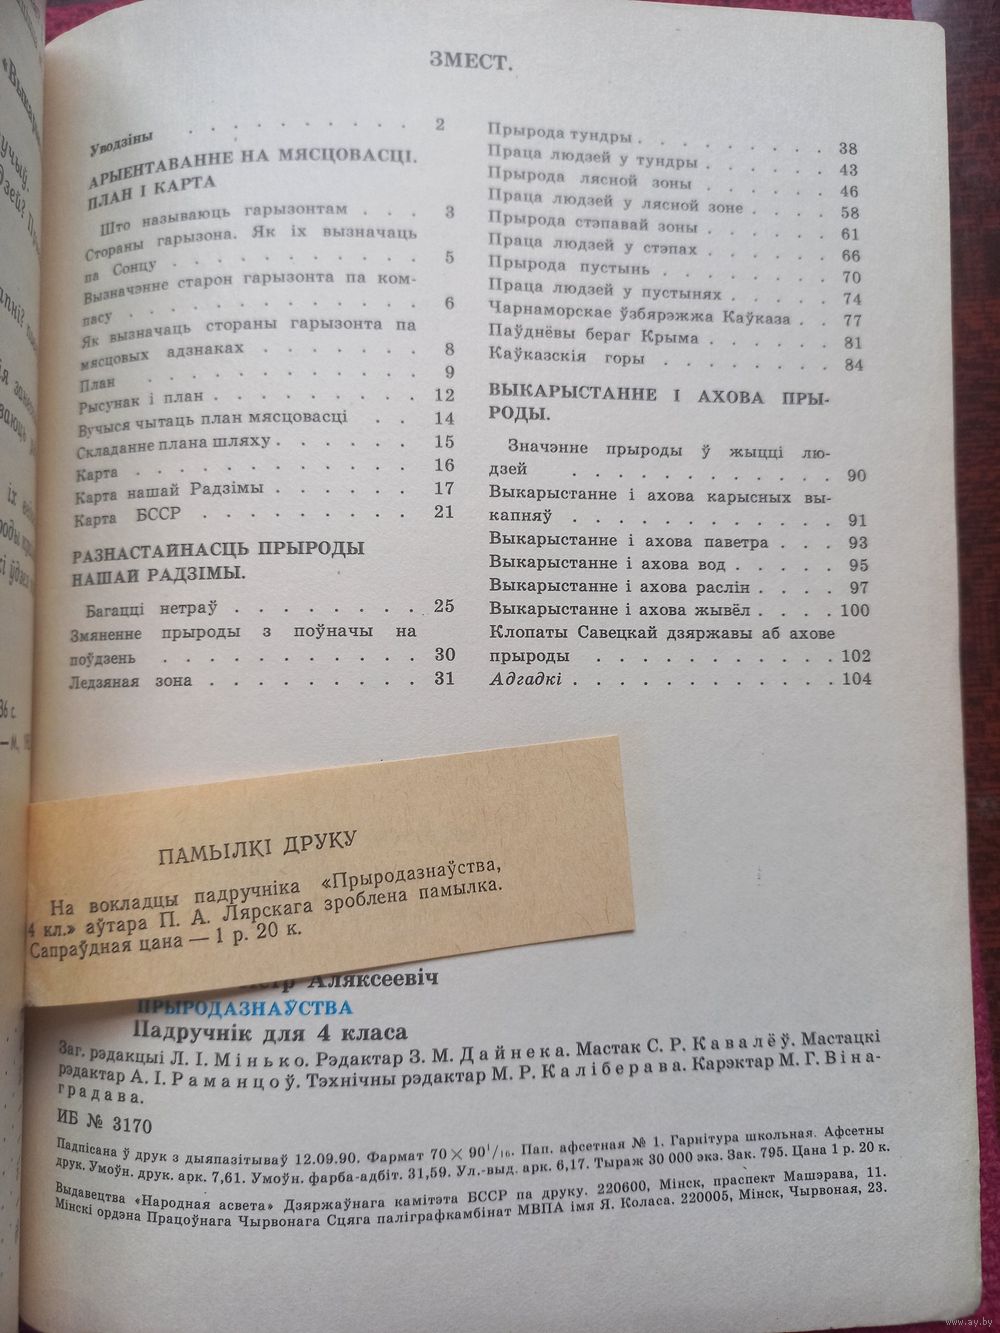 ЗМЕСТ.
Уводзіны . . . . . . . . . . 2
АРЫЕНТАВАННЕ НА МЯСЦОВАСЦІ.
ПЛАН І КАРТА
Што называюць гарызонтам . . . 3
Стораны гарызона. Як іх вызначаць
па Сонцу . . . . . . . . . . 5
Вызначэнне старон гарызонта па ком-
пасу . . . . . . . . . . . 6
Як вызначаць стораны гарызонта па
мясцовых адзнаках . . . . . . . 8
План . . . . . . . . . . . 9
Рысунак і план . . . . . . . . . 12
Вучыся чытаць план мясцовасці . . 14
Складанне плана шляху . . . . . . 15
Карта . . . . . . . . . . . . 16
Карта нашай Радзімы . . . . . . 17
Карта БССР . . . . . . . . . 21
РАЗНАСТАЙНАСЦЬ ПРЫРОДЫ
НАШАЙ РАДЗІМЫ.
Багацці нетраў . . . . . . . . 25
Змяненне прыроды з поўначы на
поўдзень . . . . . . . . . . . 30
Ледзяная зона . . . . . . . . . 31
Прырода тундры . . . . . . . . . 38
Праца людзей у тундры . . . . . . 43
Прырода лясной зоны . . . . . . . 46
Праца людзей у лясной зоне . . . . 58
Прырода стэпавай зоны . . . . . . 61
Праца людзей у стэпах . . . . . . 66
Прырода пустынь . . . . . . . . 70
Праца людзей у пустынях . . . . . 74
Чарнаморскае ўзбярэжжа Каўказа . . 77
Паўднёвы бераг Крыма . . . . . . 81
Каўказскія горы . . . . . . . . 84
ВЫКАРЫСТАННЕ І АХОВА ПРЫ-
РОДЫ.
Значэнне прыроды ў жыцці лю-
дзей . . . . . . . . . . . 90
Выкарыстанне і ахова карысных вы-
капняў . . . . . . . . . . . . 91
Выкарыстанне і ахова паветра . . . 93
Выкарыстанне і ахова вод . . . . . 95
Выкарыстанне і ахова раслін . . . . 97
Выкарыстанне і ахова жывёл . . . . 100
Клопаты Савецкай дзяржавы аб ахове
прыроды . . . . . . . . . . . 102
Адгадкі . . . . . . . . . . . . 104
ПАМЫЛКІ ДРУКУ
На вокладцы падручніка «Прыродазнаўства,
4 кл.» аўтара П. А. Лярскага зроблена памылка.
Сапраўдная цана — 1 р. 20 к.
Аляксеевіч
ПРЫРОДАЗНАЎСТВА
Падручнік для 4 класа
Заг. рэдакцыі Л. І. Мінько. Рэдактар З. М. Дайнека. Мастак С. Р. Кавалёў. Мастацкі
рэдактар А. І. Раманцоў. Тэхнічны рэдактар М. Р. Каліберава. Карэктар М. Г. Віна-
градава.
ИБ № 3170
Падпісана ў друк з дыяпазітываў 12.09.90. Фармат 70×90¹/₁₆. Пап. афсетная № 1. Гарнітура школьная. Афсетны
друк. Умоўн. друк. арк. 7,61. Умоўн. фарба-адбіт. 31,59. Ул.-выд. арк. 6,17. Тыраж 30 000 экз. Зак. 795. Цана 1 р. 20 к.
Выдавецтва «Народная асвета» Дзяржаўнага камітэта БССР па друку. 220600, Мінск, праспект Машэрава, 11.
Мінскі ордэна Працоўнага Чырвонага Сцяга паліграфкамбінат МВПА імя Я. Коласа. 220005, Мінск, Чырвоная, 23.
www.ay.by